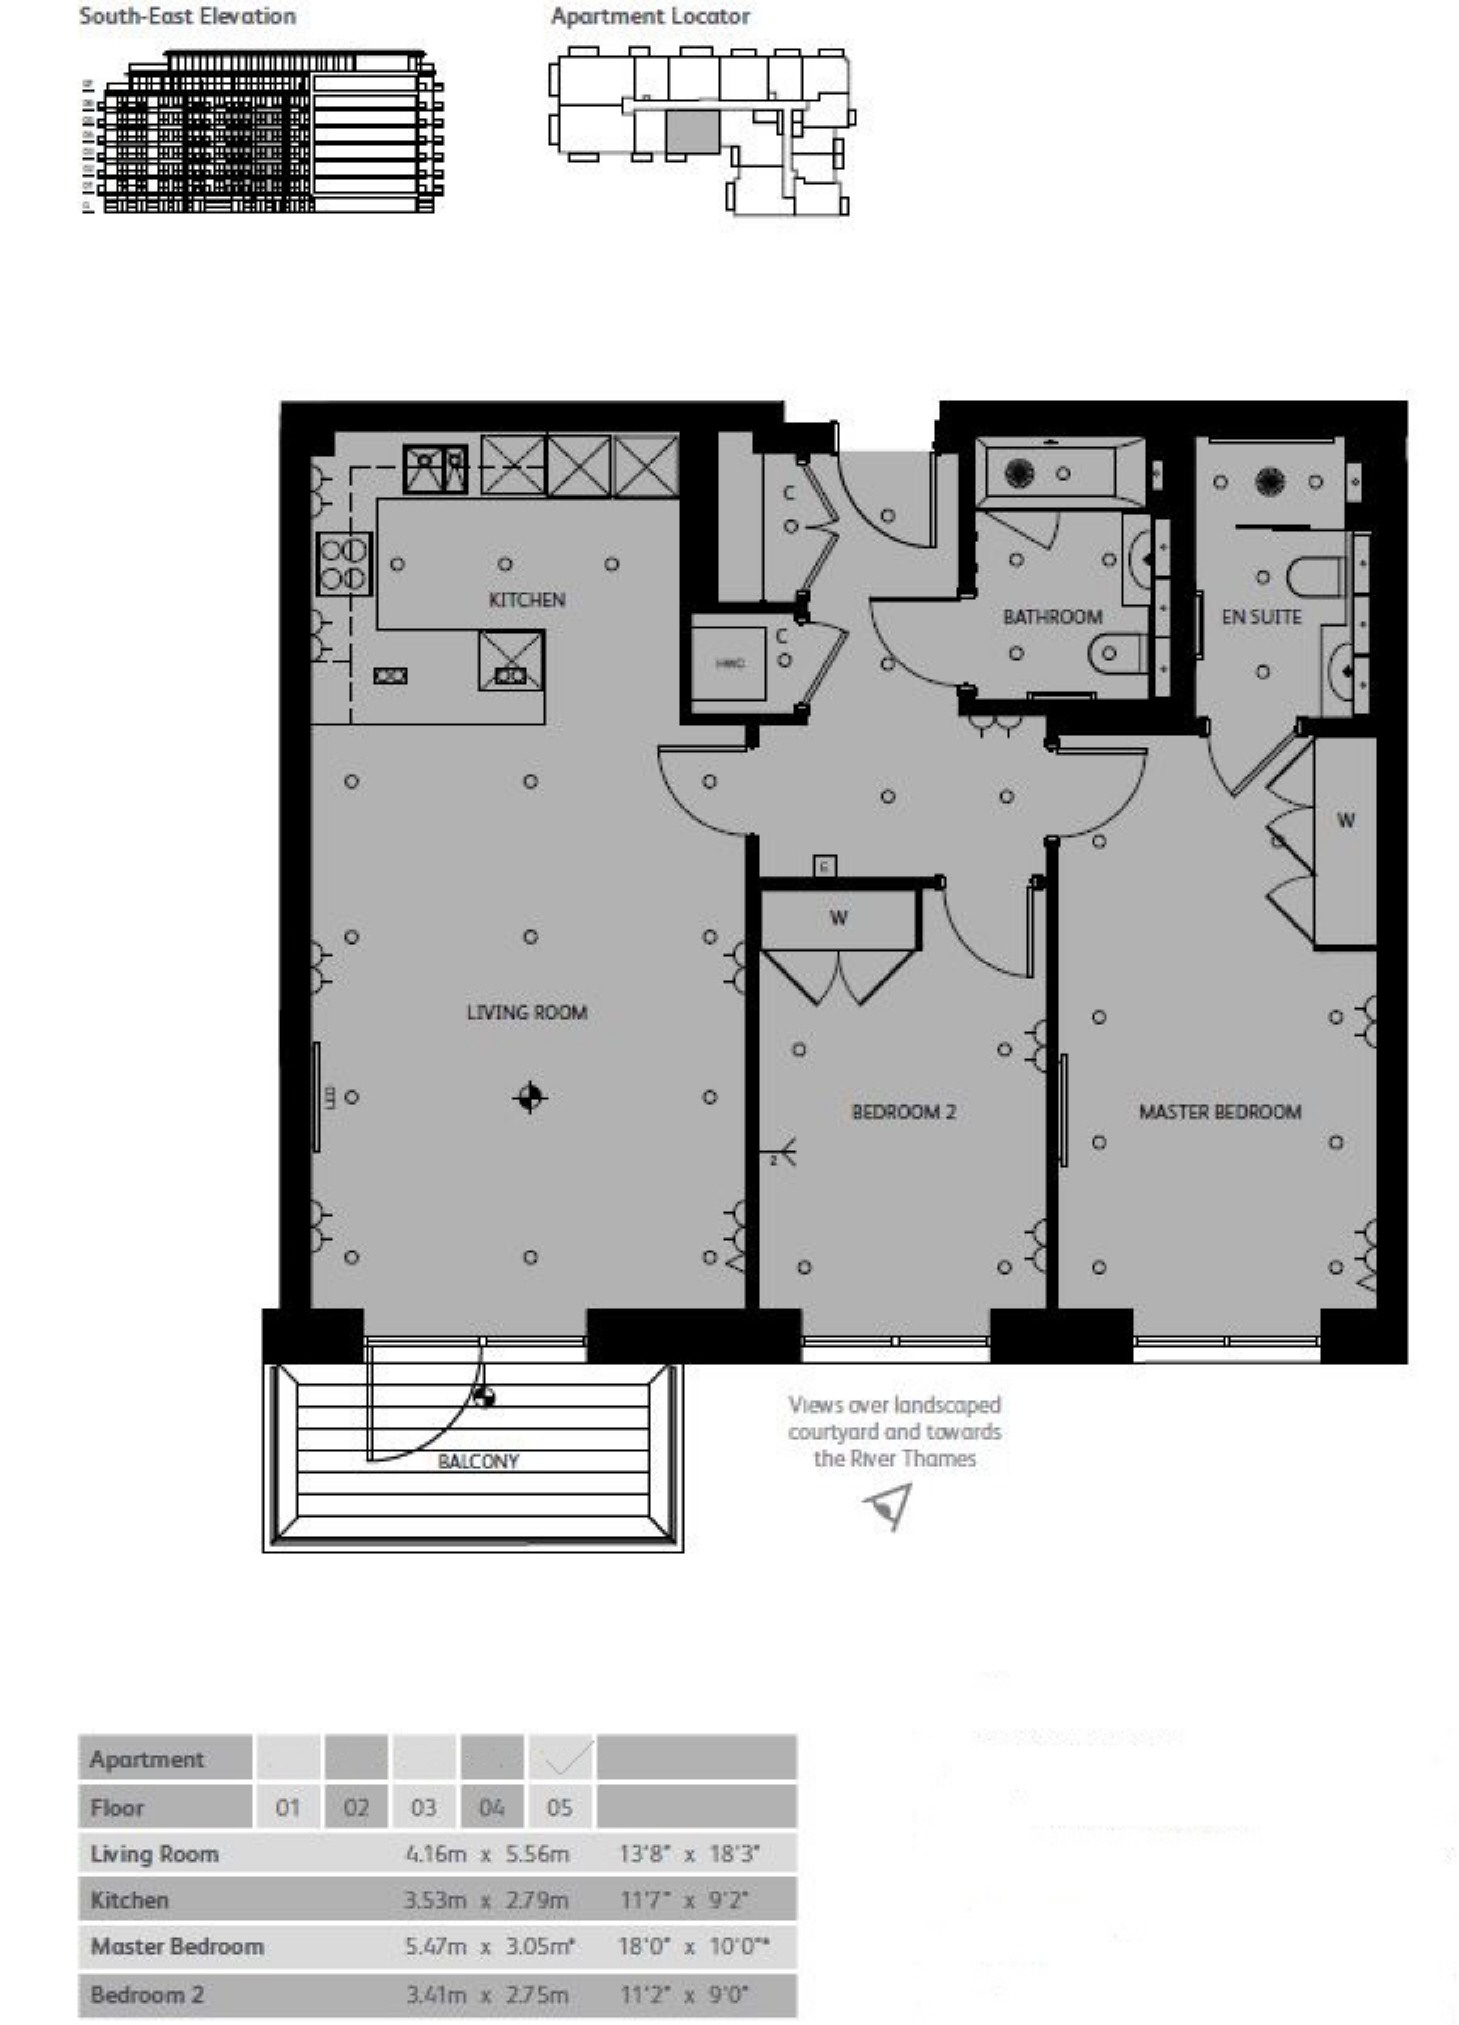 South-East Elevation
Apartment Locator
C
KITCHEN
C
HWC
BATHROOM
EN SUITE
W
E
W
LIVING ROOM
LED
BEDROOM 2
MASTER BEDROOM
2
Views over landscaped
courtyard and towards
the River Thames
BALCONY
Apartment
Floor 01 02 03 04 05
Living Room 4.16m x 5.56m 13'8" x 18'3"
Kitchen 3.53m x 2.79m 11'7" x 9'2"
Master Bedroom 5.47m x 3.05m* 18'0" x 10'0"*
Bedroom 2 3.41m x 2.75m 11'2" x 9'0"